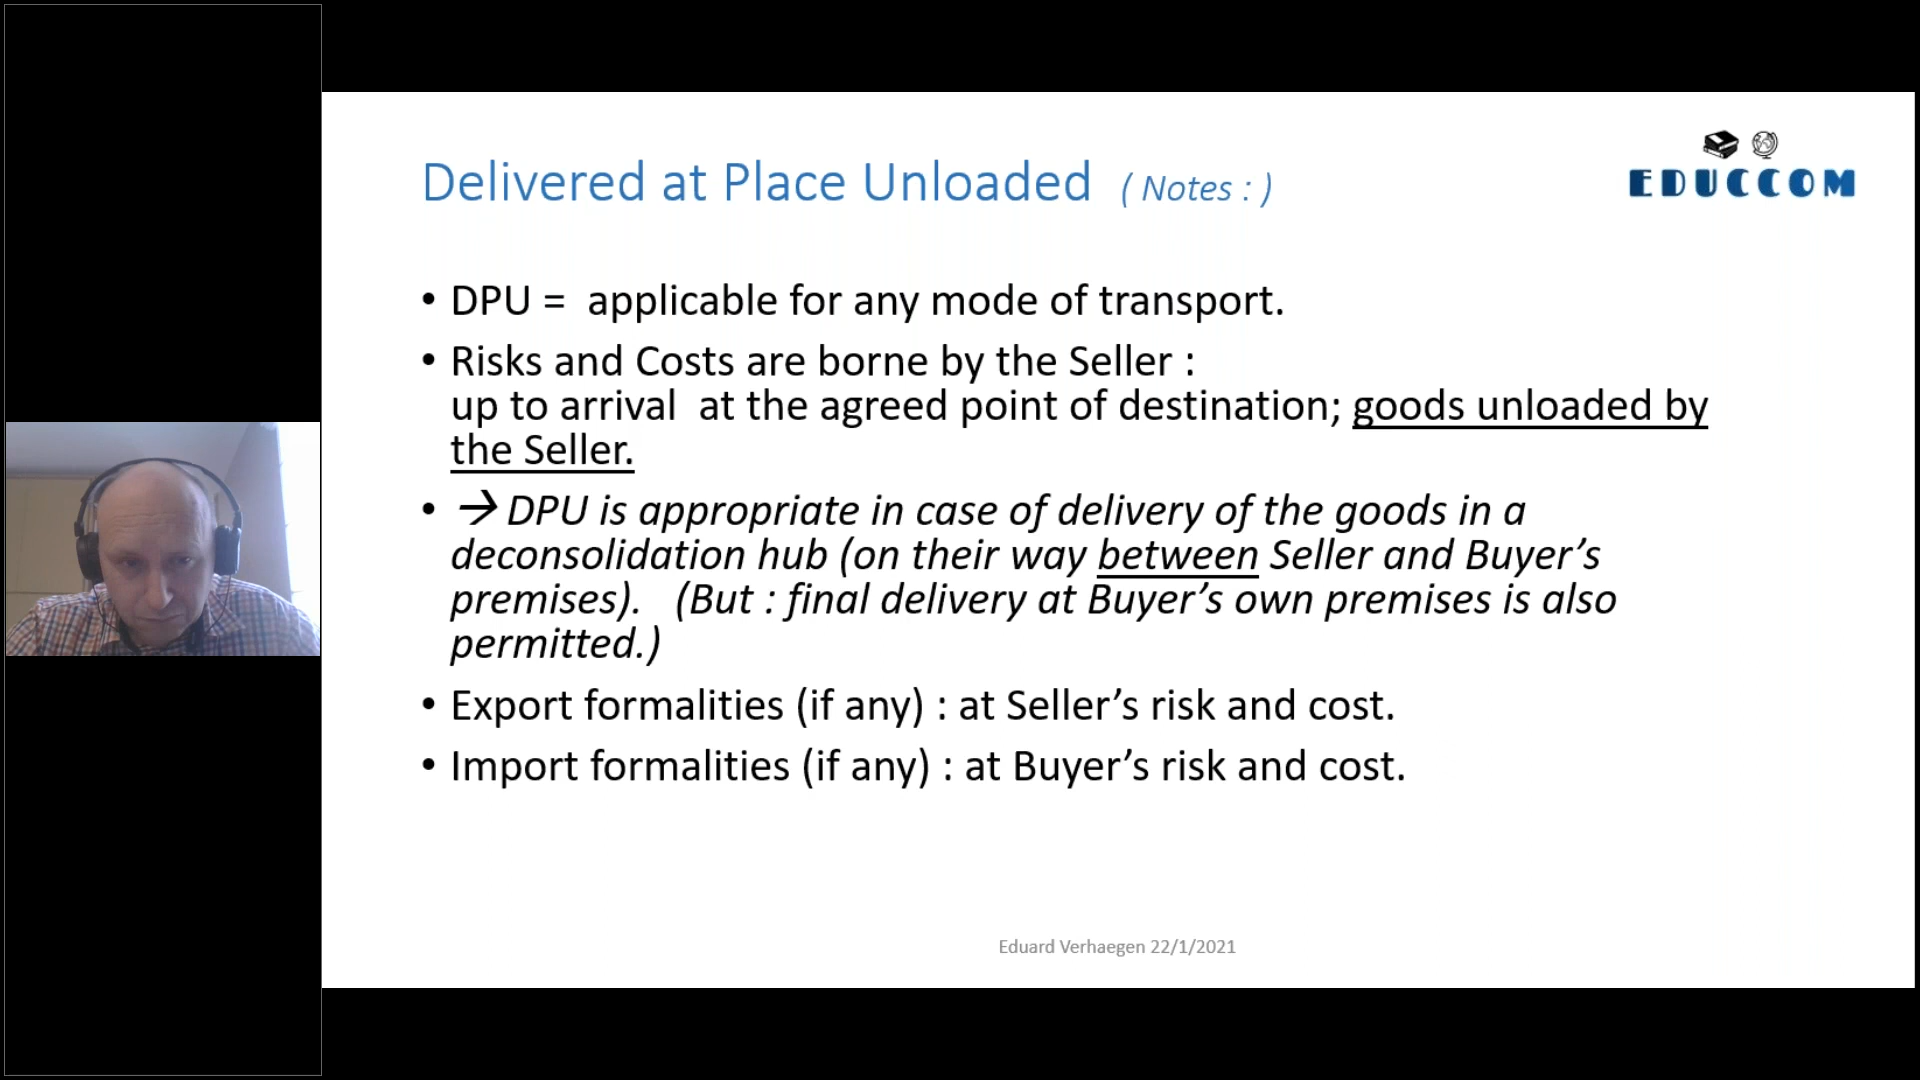 EDUCCOM
Delivered at Place Unloaded ( Notes : )
• DPU = applicable for any mode of transport.
• Risks and Costs are borne by the Seller :
up to arrival at the agreed point of destination; goods unloaded by
the Seller.
• → DPU is appropriate in case of delivery of the goods in a
deconsolidation hub (on their way between Seller and Buyer’s
premises). (But : final delivery at Buyer’s own premises is also
permitted.)
• Export formalities (if any) : at Seller’s risk and cost.
• Import formalities (if any) : at Buyer’s risk and cost.
Eduard Verhaegen 22/1/2021